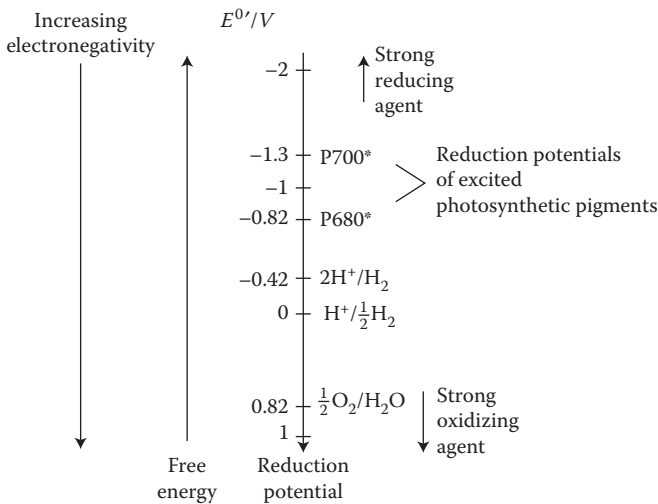 Increasing
electronegativity
E⁰′/V
−2
Strong
reducing
agent
−1.3
P700*
−1
−0.82
P680*
Reduction potentials
of excited
photosynthetic pigments
−0.42
2H⁺/H₂
0
H⁺/½H₂
0.82
½O₂/H₂O
1
Strong
oxidizing
agent
Free
energy
Reduction
potential